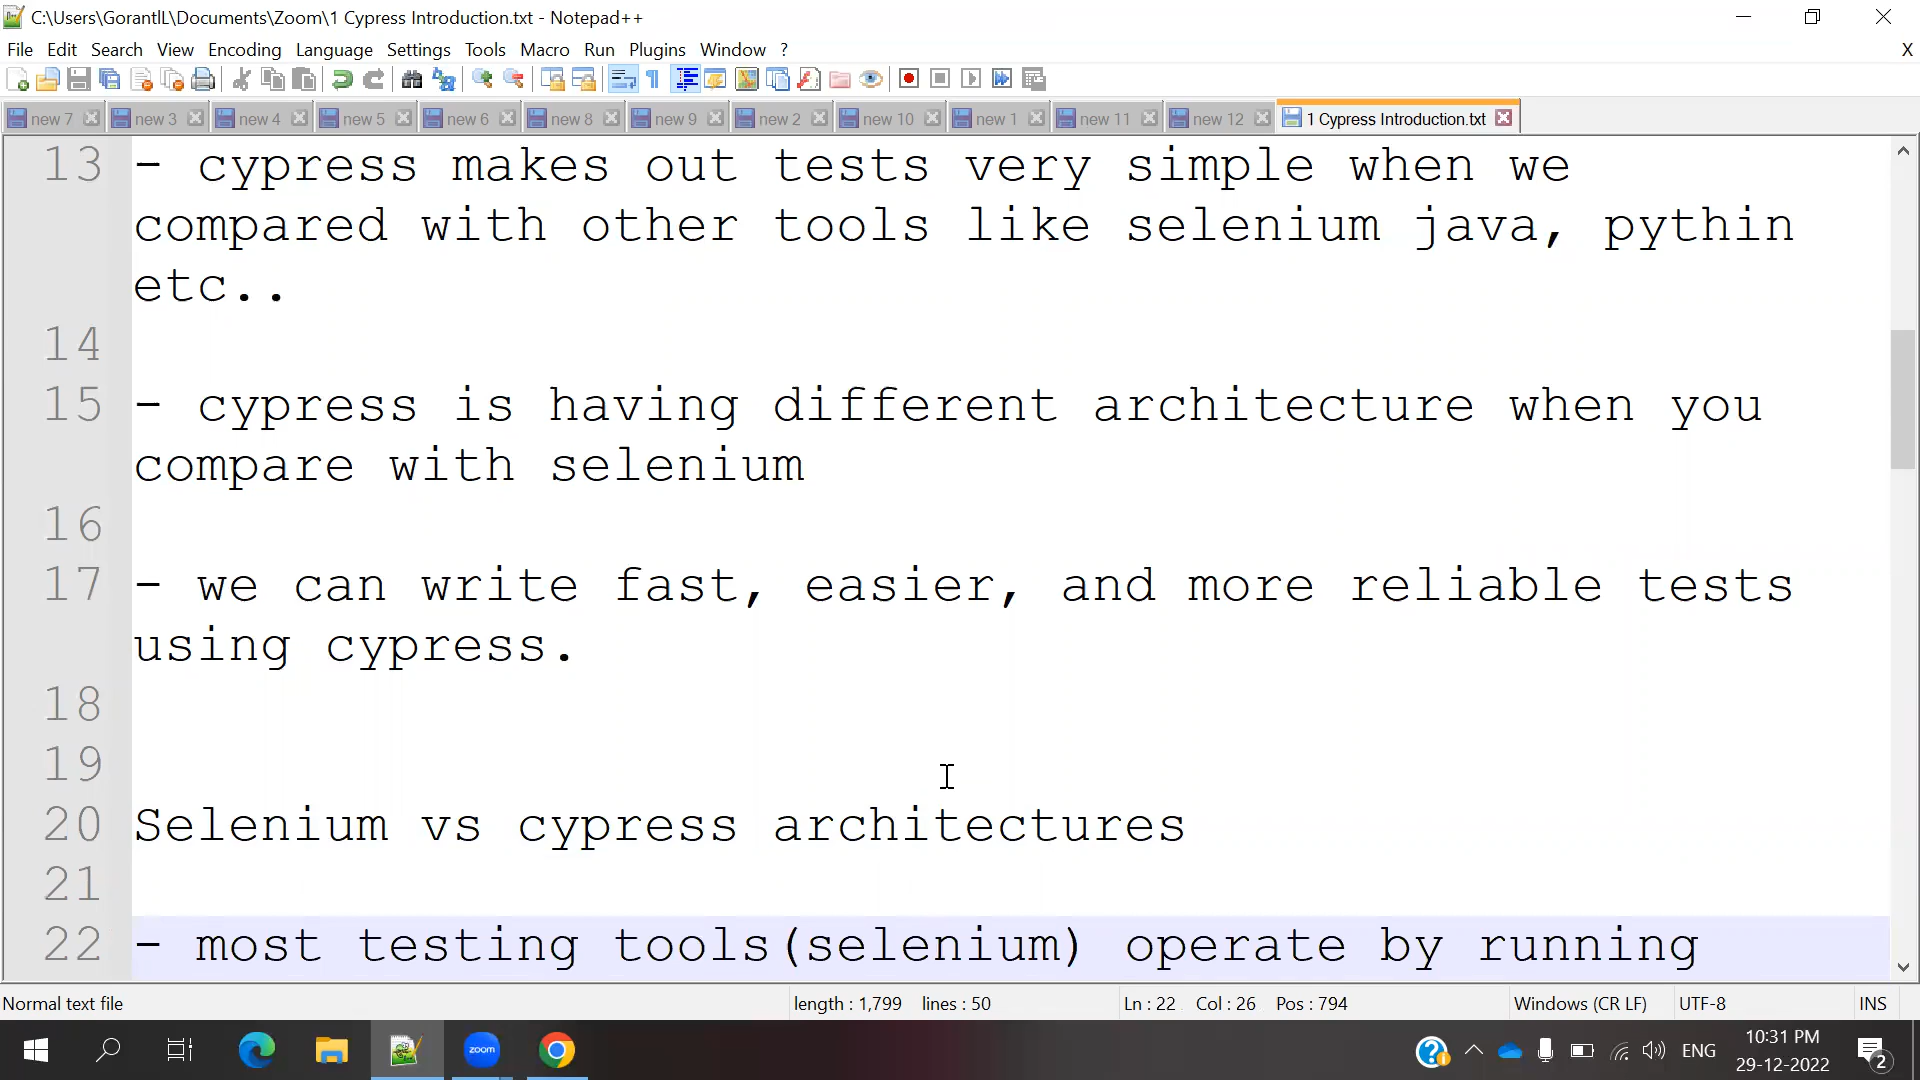 C:\Users\GorantlL\Documents\Zoom\1 Cypress Introduction.txt - Notepad++
File Edit Search View Encoding Language Settings Tools Macro Run Plugins Window ? X
new 7 new 3 new 4 new 5 new 6 new 8 new 9 new 2 new 10 new 1 new 11 new 12 1 Cypress Introduction.txt
13 - cypress makes out tests very simple when we
compared with other tools like selenium java, pythin
etc..
14
15 - cypress is having different architecture when you
compare with selenium
16
17 - we can write fast, easier, and more reliable tests
using cypress.
18
19
20 Selenium vs cypress architectures
21
22 - most testing tools(selenium) operate by running
Normal text file length : 1,799 lines : 50 Ln : 22 Col : 26 Pos : 794 Windows (CR LF) UTF-8 INS
zoom ENG 10:31 PM
29-12-2022 2